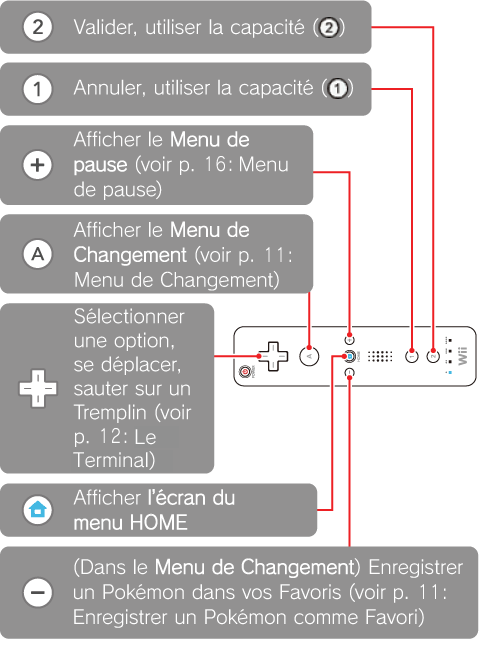 2 Valider, utiliser la capacité (2)
1 Annuler, utiliser la capacité (1)
+ Afficher le Menu de
pause (voir p. 16: Menu
de pause)
A Afficher le Menu de
Changement (voir p. 11:
Menu de Changement)
Sélectionner
une option,
se déplacer,
sauter sur un
Tremplin (voir
p. 12: Le
Terminal)
Afficher l'écran du
menu HOME
− (Dans le Menu de Changement) Enregistrer
un Pokémon dans vos Favoris (voir p. 11:
Enregistrer un Pokémon comme Favori)
A
1
2
Wii